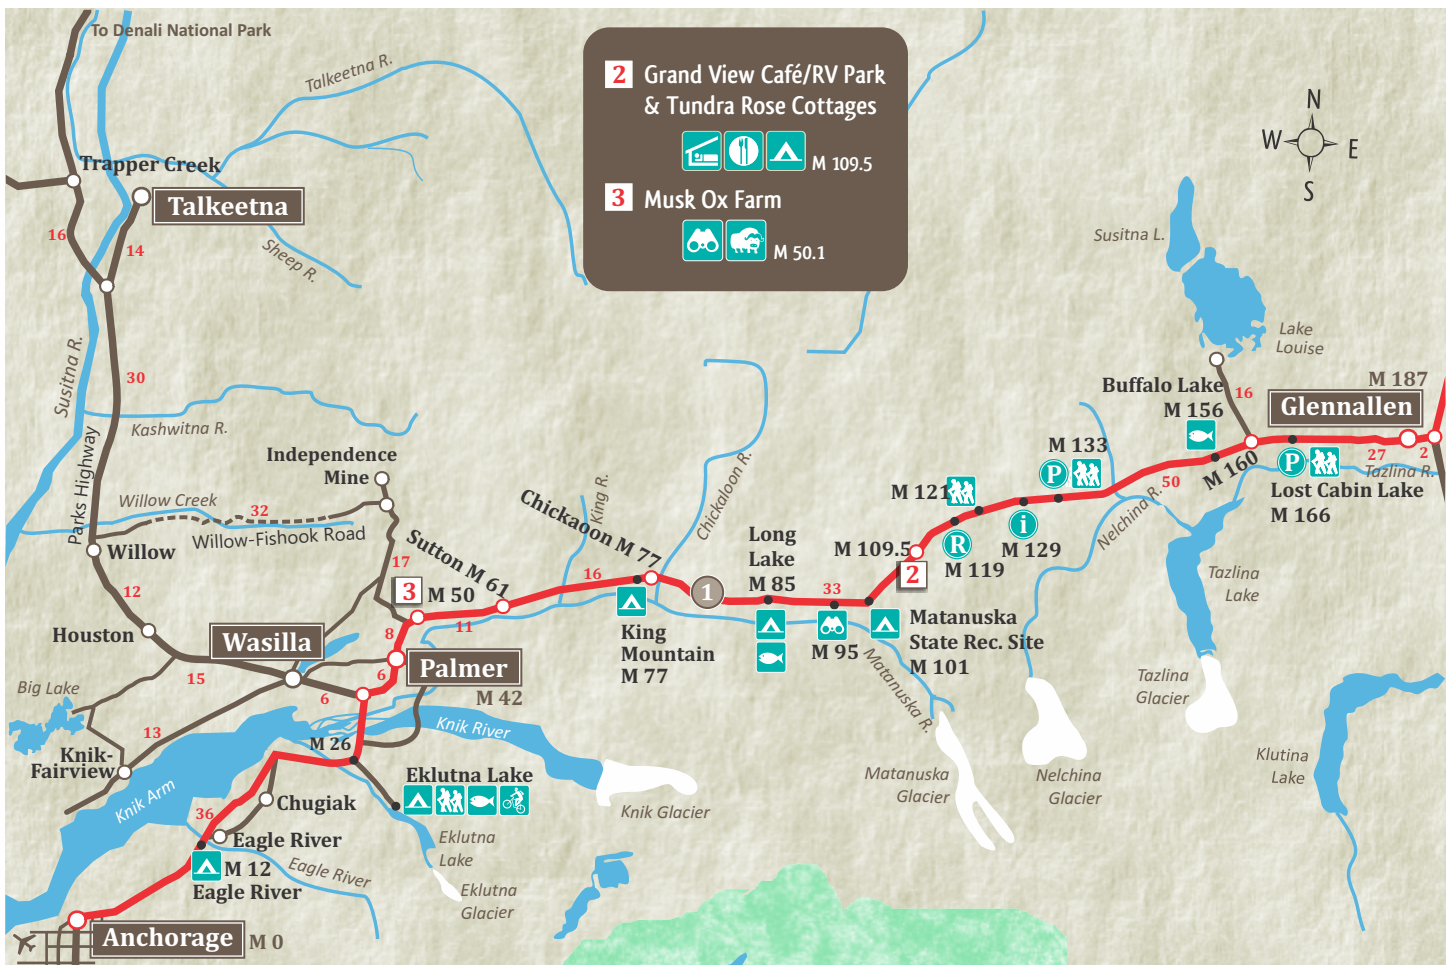 To Denali National Park
Talkeetna R.
2 Grand View Café/RV Park
& Tundra Rose Cottages
M 109.5
3 Musk Ox Farm
M 50.1
N
W
E
S
Trapper Creek
Talkeetna
16
14
Sheep R.
Susitna L.
Susitna R.
30
Lake
Louise
Kashwitna R.
Parks Highway
Buffalo Lake
M 156
16
M 187
Glennallen
Independence
Mine
Willow Creek
32
Willow-Fishook Road
Willow
17
King R.
Chickaloon R.
Chickaoon M 77
Sutton M 61
16
3
M 50
8
11
M 133
P
M 121
R
M 119
i
M 129
M 109.5
2
50
M 160
27
2
Tazlina R.
P
Lost Cabin Lake
M 166
Nelchina R.
Long
Lake
M 85
1
33
M 95
Matanuska
State Rec. Site
M 101
King
Mountain
M 77
Matanuska R.
Tazlina
Lake
Tazlina
Glacier
12
Houston
Wasilla
15
6
6
Palmer
M 42
Big Lake
13
Knik-
Fairview
Knik Arm
M 26
Knik River
Knik Glacier
Matanuska
Glacier
Nelchina
Glacier
Klutina
Lake
Eklutna Lake
Chugiak
36
Eagle River
M 12
Eagle River
Eagle River
Eklutna
Lake
Eklutna
Glacier
Anchorage
M 0